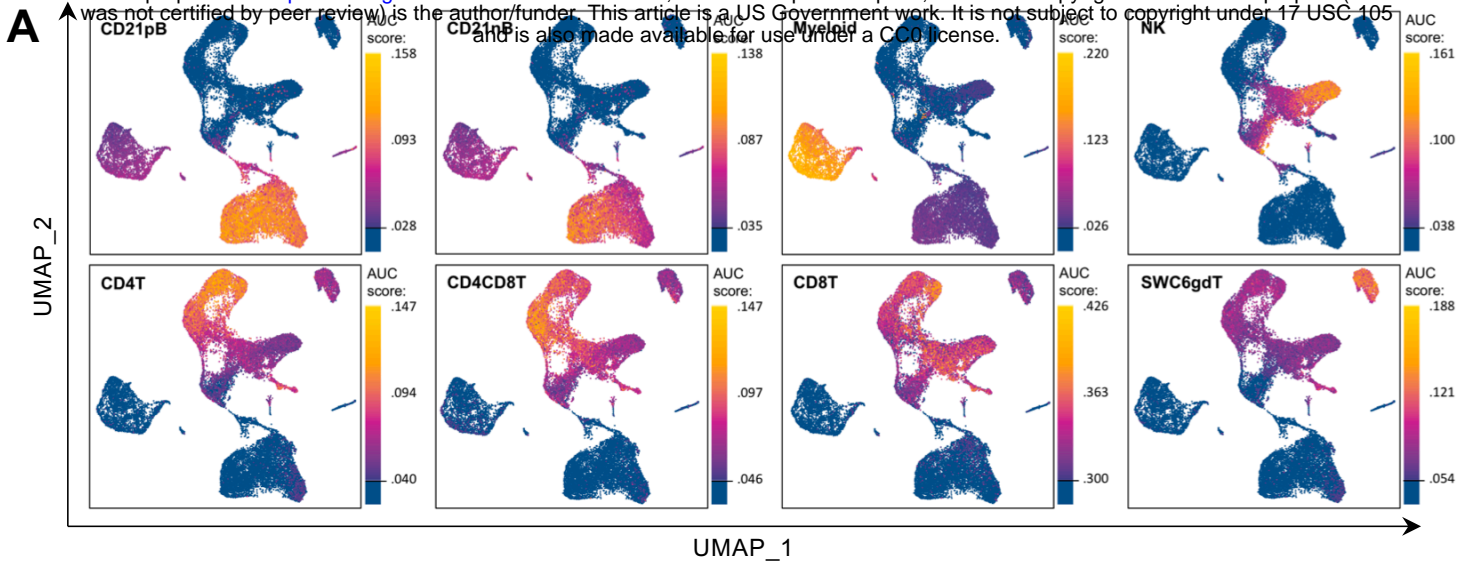 was not certified by peer review) is the author/funder. This article is a US Government work. It is not subject to copyright under 17 USC 105
and is also made available for use under a CC0 license.
A
CD21pB
AUC
score:
.158
.093
.028
CD21nB
AUC
score:
.138
.087
.035
Myeloid
AUC
score:
.220
.123
.026
NK
AUC
score:
.161
.100
.038
CD4T
AUC
score:
.147
.094
.040
CD4CD8T
AUC
score:
.147
.097
.046
CD8T
AUC
score:
.426
.363
.300
SWC6gdT
AUC
score:
.188
.121
.054
UMAP_2
UMAP_1